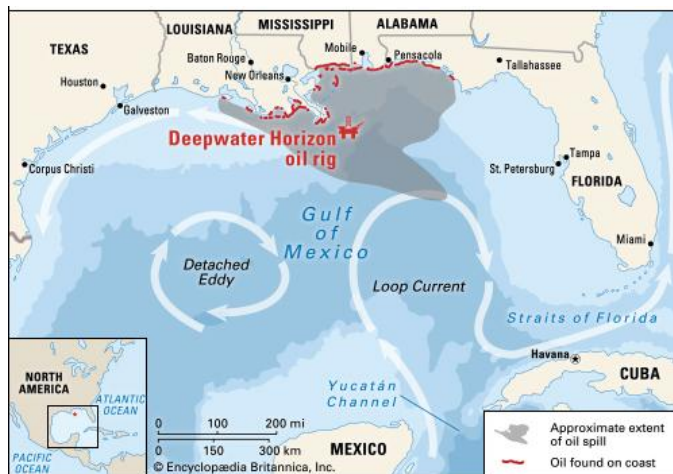 LOUISIANA
MISSISSIPPI
ALABAMA
TEXAS
Baton Rouge
Mobile
Pensacola
Tallahassee
Houston
New Orleans
Galveston
Deepwater Horizon
oil rig
Corpus Christi
Tampa
St. Petersburg
FLORIDA
Gulf
of
Mexico
Miami
Detached
Eddy
Loop Current
Straits of Florida
Havana
CUBA
NORTH
AMERICA
ATLANTIC
OCEAN
PACIFIC
OCEAN
Yucatán
Channel
0 100 200 mi
0 150 300 km
© Encyclopædia Britannica, Inc.
MEXICO
Approximate extent
of oil spill
Oil found on coast